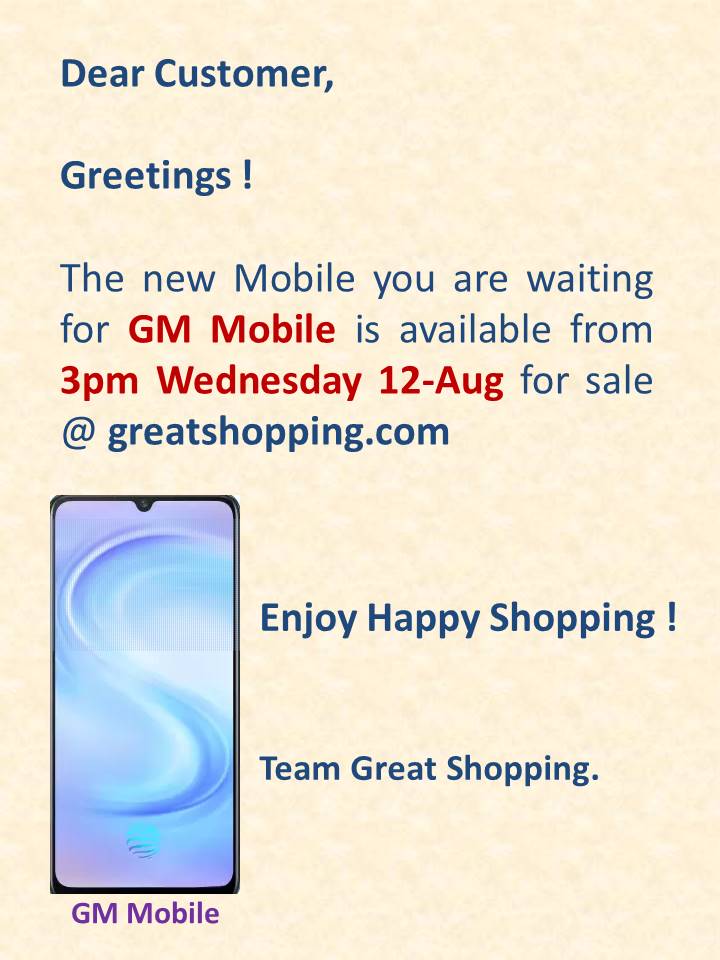 Dear Customer,
Greetings !
The new Mobile you are waiting
for GM Mobile is available from
3pm Wednesday 12-Aug for sale
@ greatshopping.com
Enjoy Happy Shopping !
Team Great Shopping.
GM Mobile